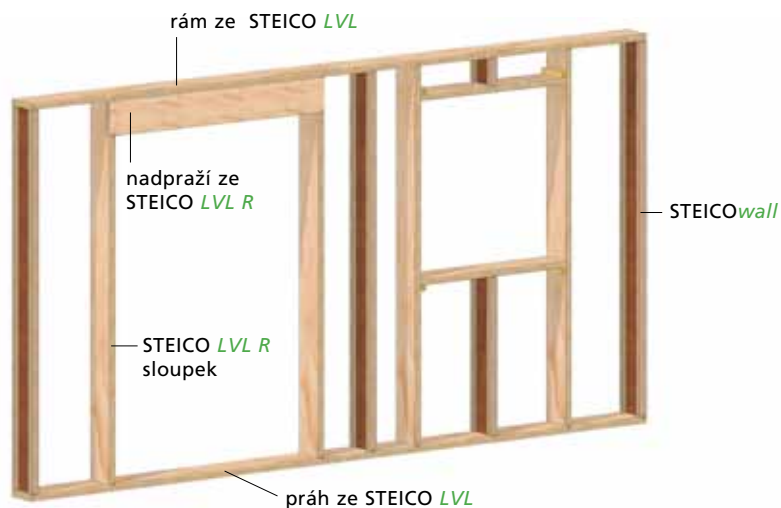 rám ze STEICO LVL
nadpraží ze
STEICO LVL R
STEICOwall
STEICO LVL R
sloupek
práh ze STEICO LVL